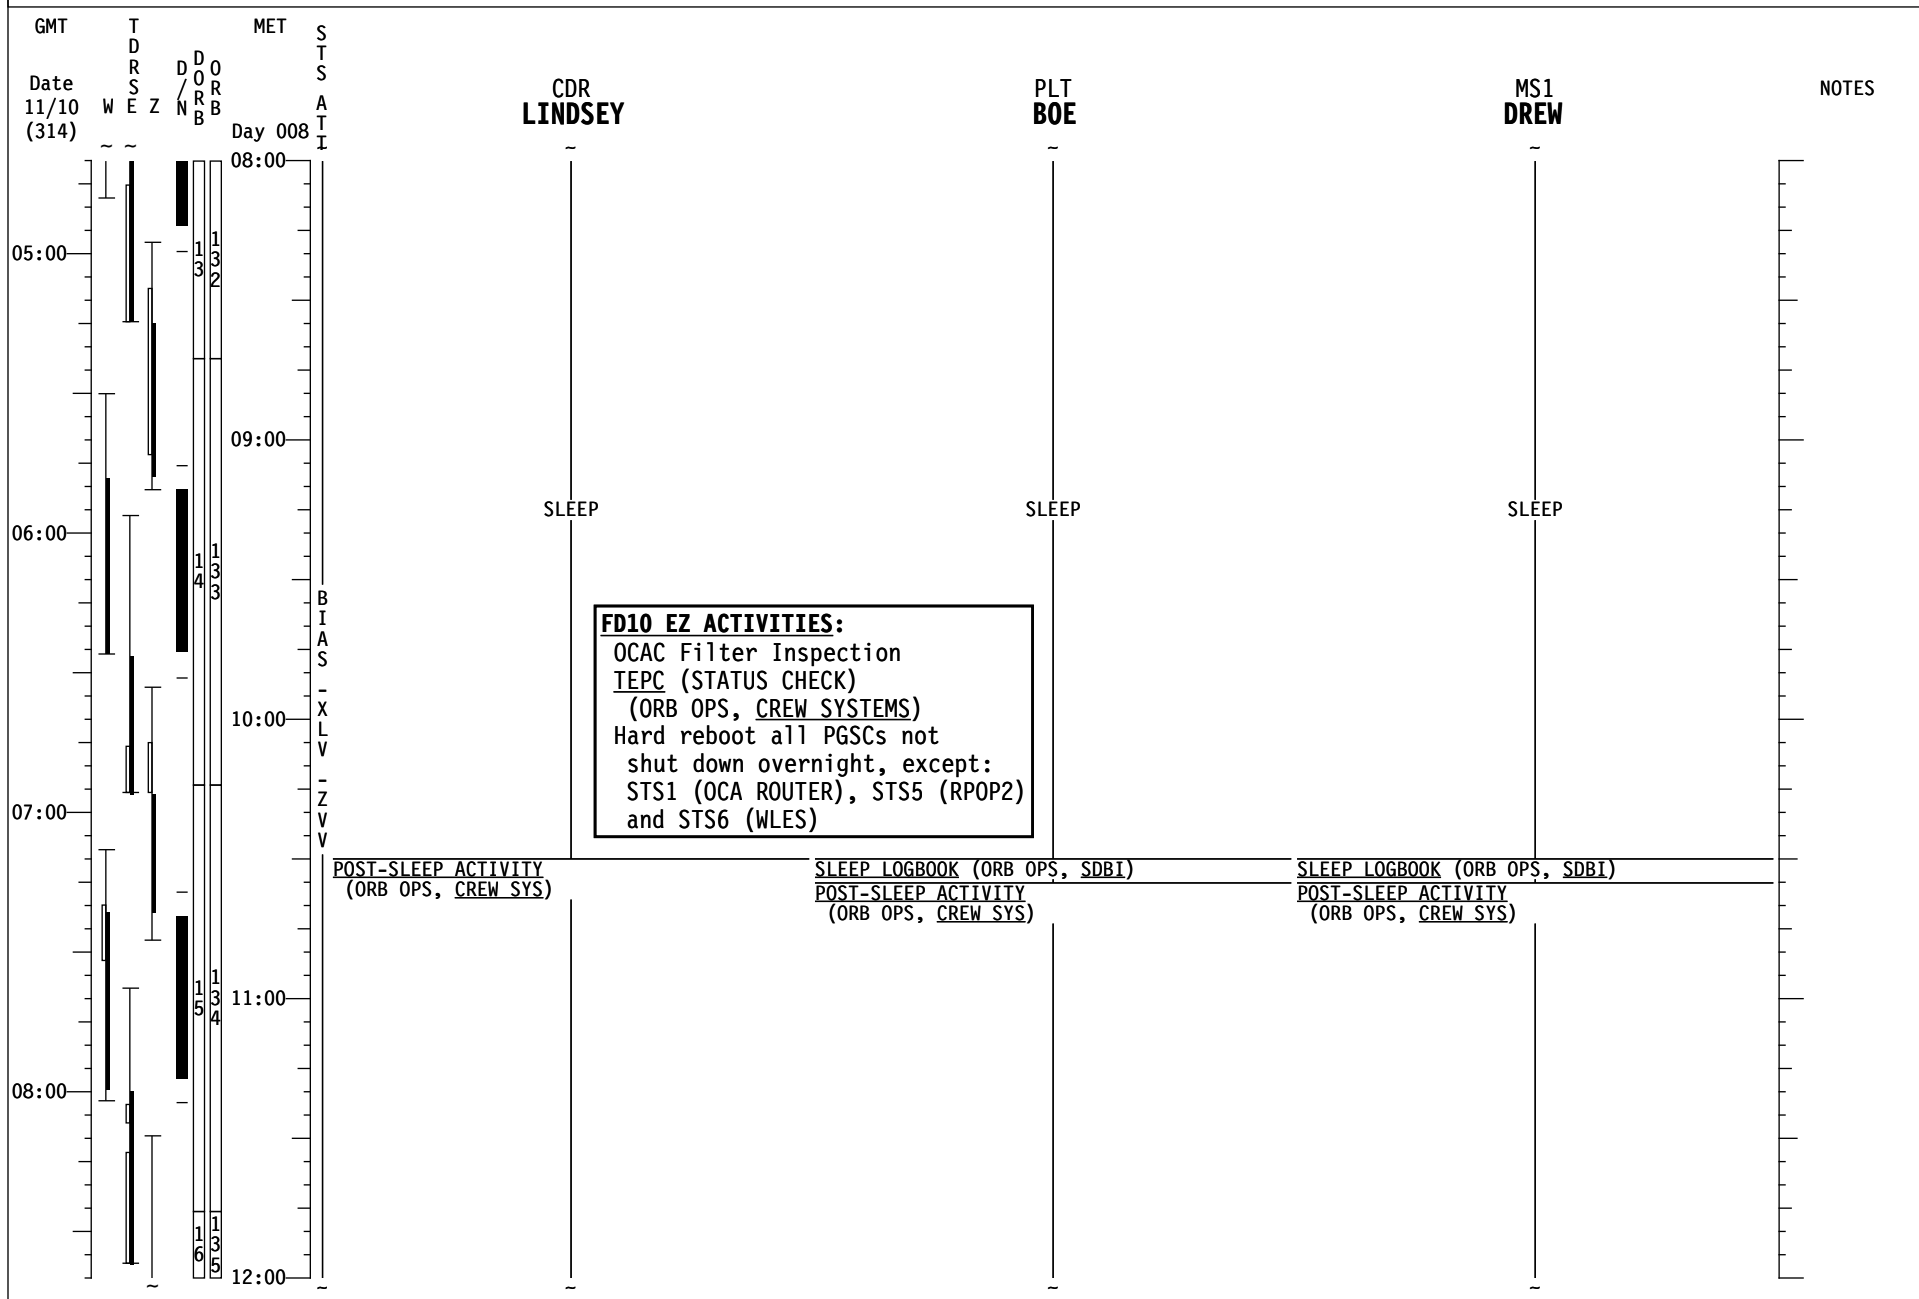 GMT
TDRS
MET
STS ATT
Date
11/10
(314)
W E Z
D/N
DORB
ORB
Day 008
CDR
LINDSEY
PLT
BOE
MS1
DREW
NOTES
~ ~ ~ ~ ~
08:00
05:00
13
132
09:00
SLEEP
SLEEP
SLEEP
06:00
14
133
BIAS -XLV -ZVV
FD10 EZ ACTIVITIES:
OCAC Filter Inspection
TEPC (STATUS CHECK)
(ORB OPS, CREW SYSTEMS)
Hard reboot all PGSCs not
shut down overnight, except:
STS1 (OCA ROUTER), STS5 (RPOP2)
and STS6 (WLES)
10:00
07:00
POST-SLEEP ACTIVITY
(ORB OPS, CREW SYS)
SLEEP LOGBOOK (ORB OPS, SDBI)
POST-SLEEP ACTIVITY
(ORB OPS, CREW SYS)
SLEEP LOGBOOK (ORB OPS, SDBI)
POST-SLEEP ACTIVITY
(ORB OPS, CREW SYS)
15
134
11:00
08:00
16
135
12:00
~ ~ ~ ~ ~